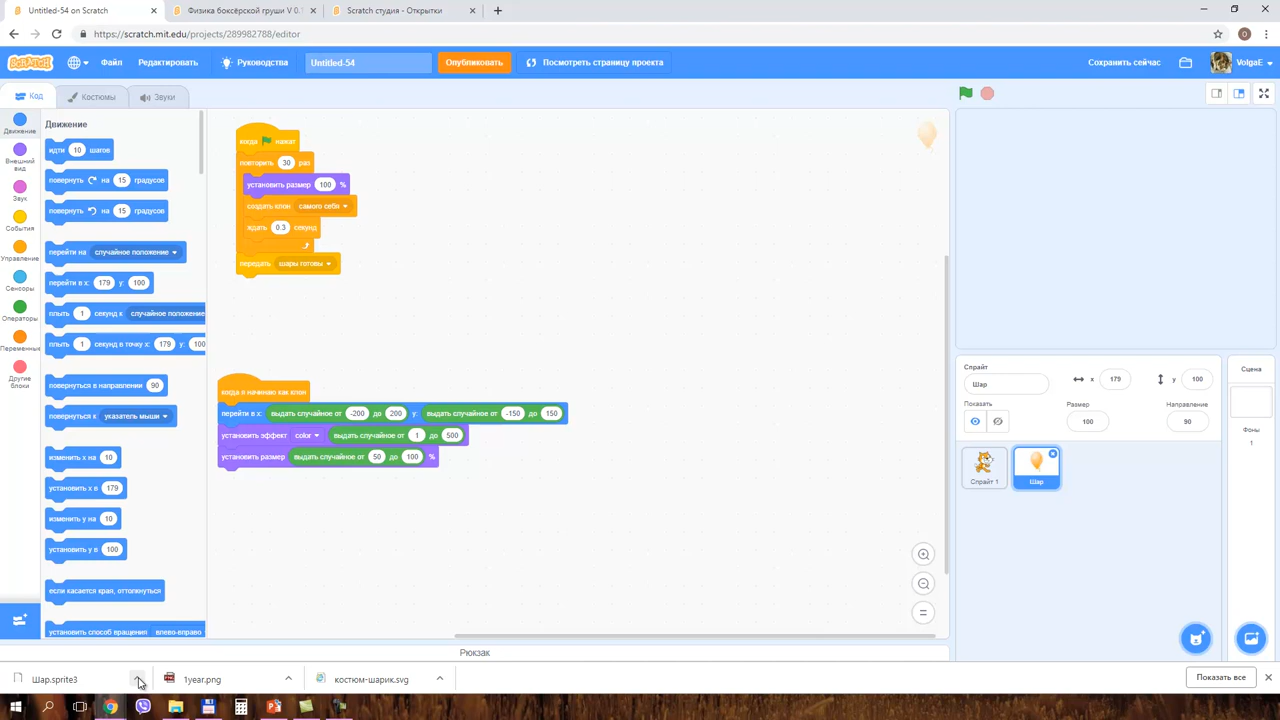 Untitled-54 on Scratch
Физика боксёрской груши V 0.
Scratch студия - Открытки
https://scratch.mit.edu/projects/289982788/editor
SCRATCH
Файл
Редактировать
Руководства
Untitled-54
Опубликовать
Посмотреть страницу проекта
Сохранить сейчас
VolgaE
Код
Костюмы
Звуки
Движение
Внешний вид
Звук
События
Управление
Сенсоры
Операторы
Переменные
Другие блоки
Движение
идти 10 шагов
повернуть на 15 градусов
повернуть на 15 градусов
перейти на случайное положение
перейти в x: 179 y: 100
плыть 1 секунд к случайное положение
плыть 1 секунд в точку x: 179 y: 100
повернуться в направлении 90
повернуться к указатель мыши
изменить x на 10
установить x в 179
изменить y на 10
установить y в 100
если касается края, оттолкнуться
установить способ вращения влево-вправо
когда нажат
повторить 30 раз
установить размер 100 %
создать клон самого себя
ждать 0.3 секунд
передать шары готовы
когда я начинаю как клон
перейти в x: выдать случайное от -200 до 200 y: выдать случайное от -150 до 150
установить эффект color выдать случайное от 1 до 500
установить размер выдать случайное от 50 до 100 %
Спрайт
Шар
x 179
y 100
Показать
Размер
100
Направление
90
Спрайт 1
Шар
Сцена
Фоны
1
Рюкзак
Шар.sprite3
1year.png
костюм-шарик.svg
Показать все